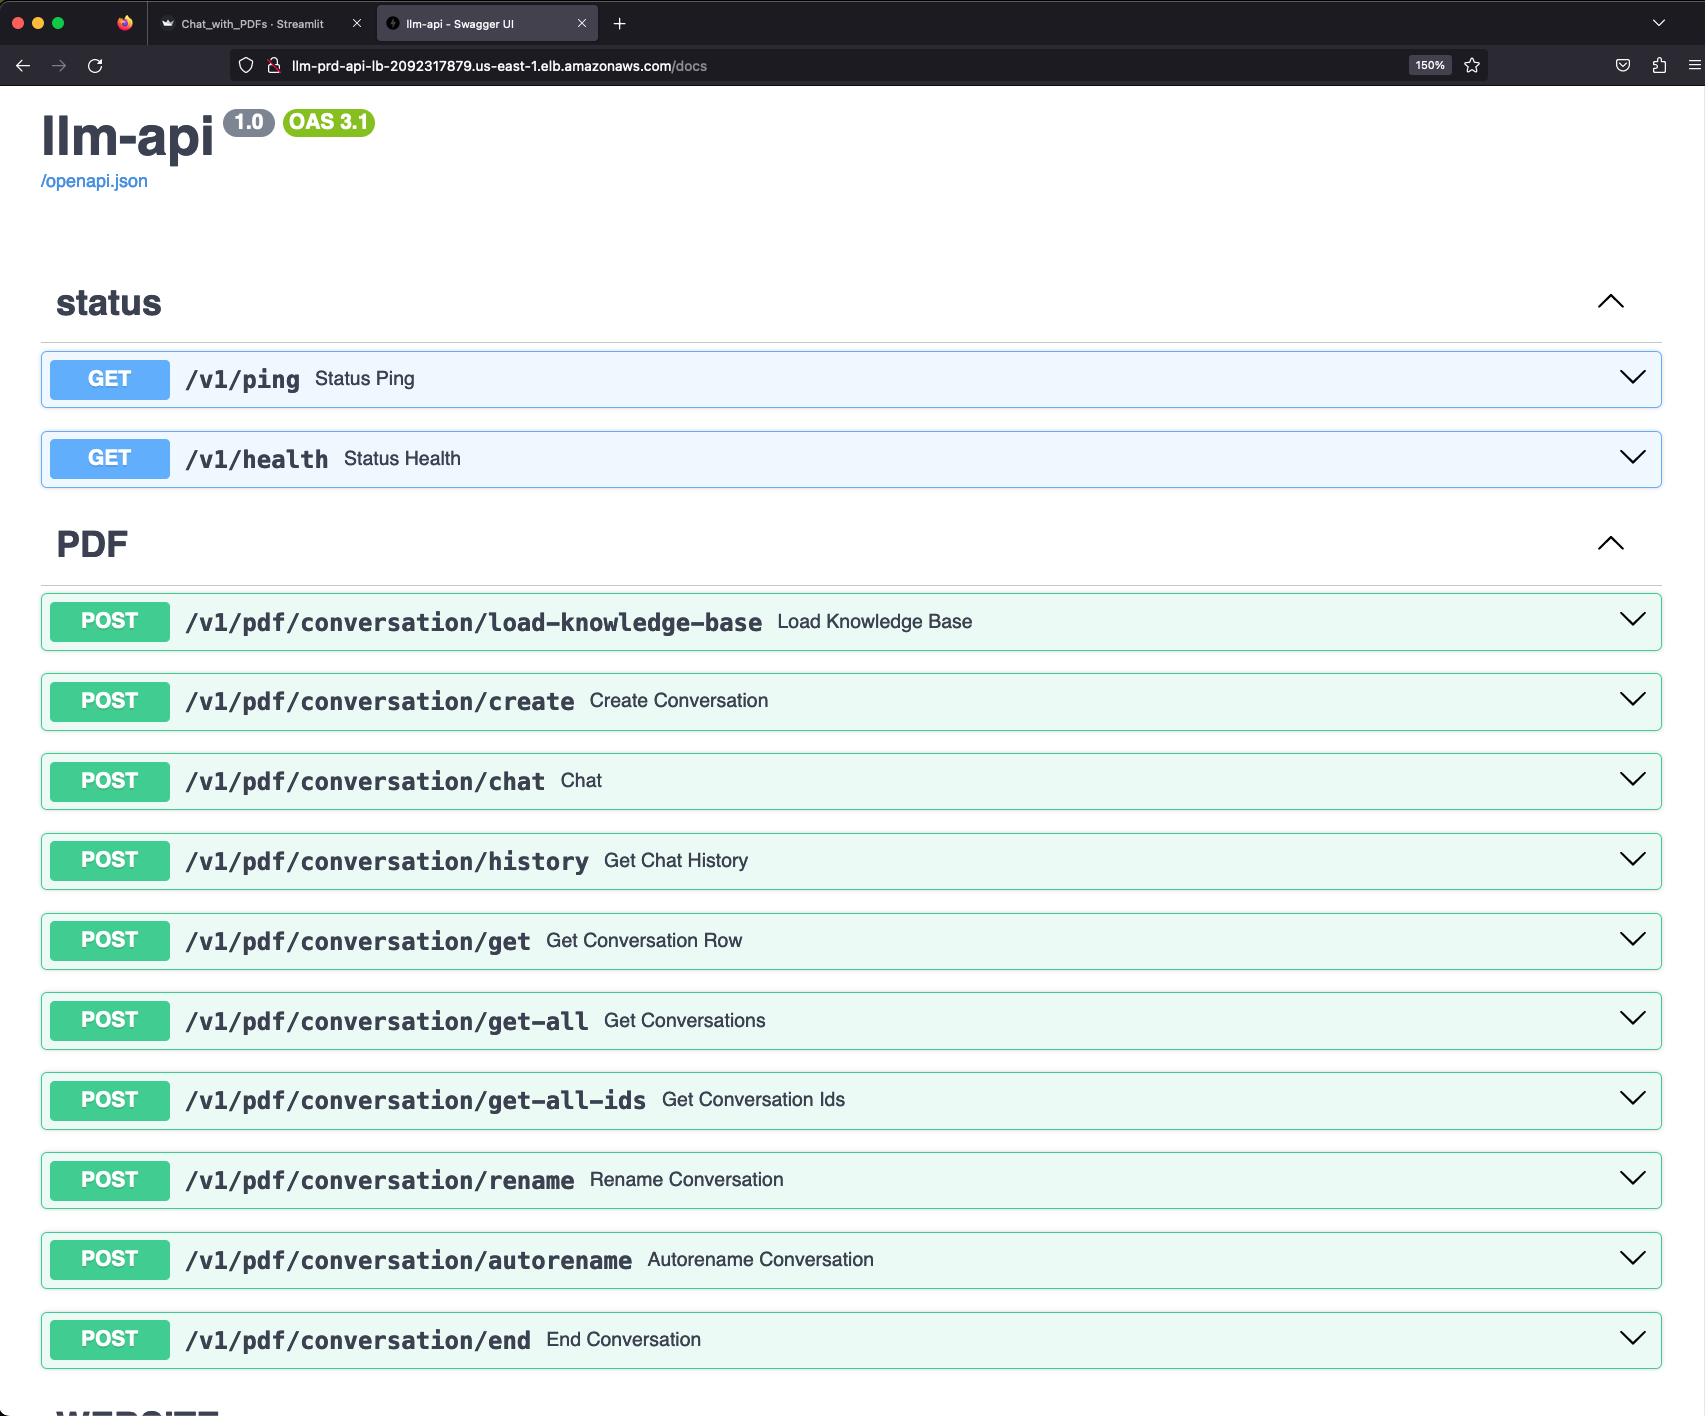 Chat_with_PDFs · Streamlit
llm-api - Swagger UI
llm-prd-api-lb-2092317879.us-east-1.elb.amazonaws.com/docs
150%
llm-api 1.0 OAS 3.1
/openapi.json
status
GET /v1/ping Status Ping
GET /v1/health Status Health
PDF
POST /v1/pdf/conversation/load-knowledge-base Load Knowledge Base
POST /v1/pdf/conversation/create Create Conversation
POST /v1/pdf/conversation/chat Chat
POST /v1/pdf/conversation/history Get Chat History
POST /v1/pdf/conversation/get Get Conversation Row
POST /v1/pdf/conversation/get-all Get Conversations
POST /v1/pdf/conversation/get-all-ids Get Conversation Ids
POST /v1/pdf/conversation/rename Rename Conversation
POST /v1/pdf/conversation/autorename Autorename Conversation
POST /v1/pdf/conversation/end End Conversation
WEBSITE